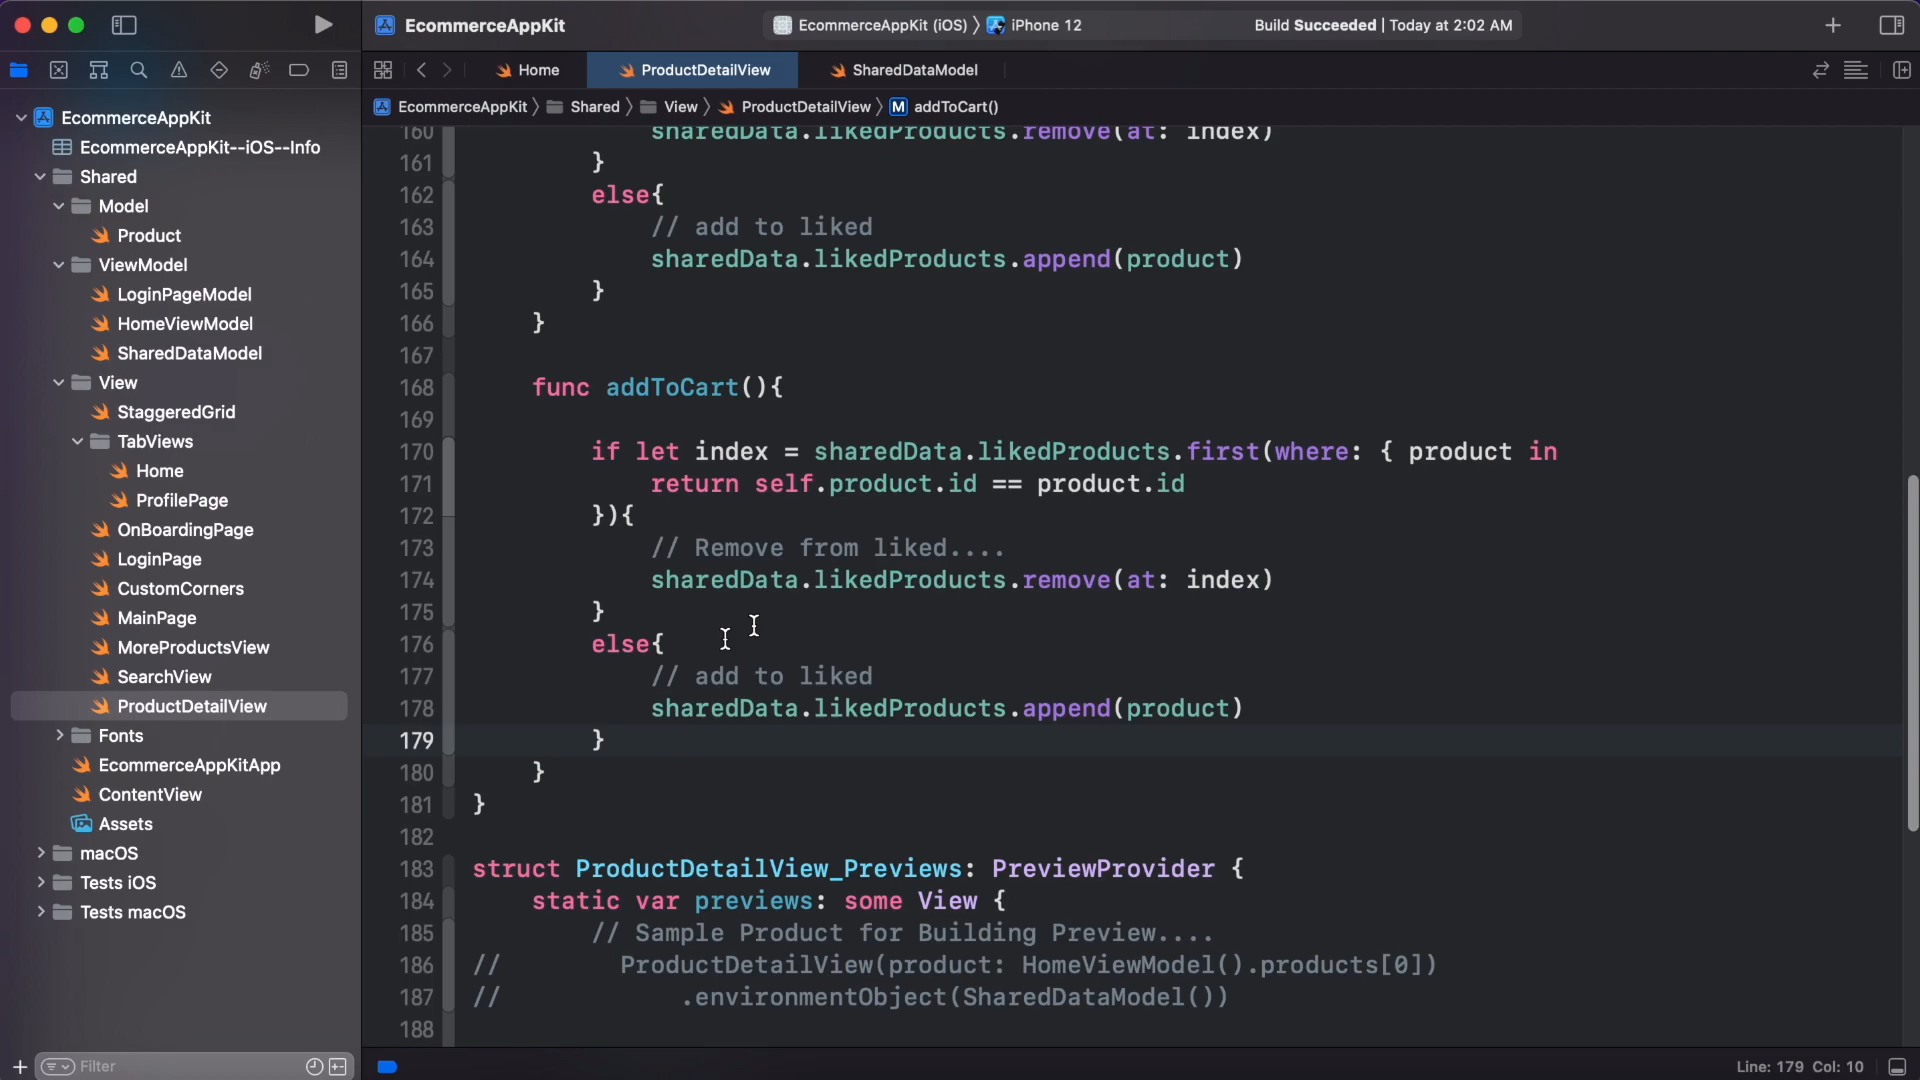 EcommerceAppKit
EcommerceAppKit (iOS) 〉 iPhone 12
Build Succeeded | Today at 2:02 AM
Home
ProductDetailView
SharedDataModel
EcommerceAppKit 〉 Shared 〉 View 〉 ProductDetailView 〉 M addToCart()
EcommerceAppKit
EcommerceAppKit--iOS--Info
Shared
Model
Product
ViewModel
LoginPageModel
HomeViewModel
SharedDataModel
View
StaggeredGrid
TabViews
Home
ProfilePage
OnBoardingPage
LoginPage
CustomCorners
MainPage
MoreProductsView
SearchView
ProductDetailView
Fonts
EcommerceAppKitApp
ContentView
Assets
macOS
Tests iOS
Tests macOS
Filter
160 sharedData.likedProducts.remove(at: index)
161 }
162 else{
163 // add to liked
164 sharedData.likedProducts.append(product)
165 }
166 }
167
168 func addToCart(){
169
170 if let index = sharedData.likedProducts.first(where: { product in
171 return self.product.id == product.id
172 }){
173 // Remove from liked....
174 sharedData.likedProducts.remove(at: index)
175 }
176 else{
177 // add to liked
178 sharedData.likedProducts.append(product)
179 }
180 }
181 }
182
183 struct ProductDetailView_Previews: PreviewProvider {
184 static var previews: some View {
185 // Sample Product for Building Preview....
186 // ProductDetailView(product: HomeViewModel().products[0])
187 // .environmentObject(SharedDataModel())
188
Line: 179 Col: 10